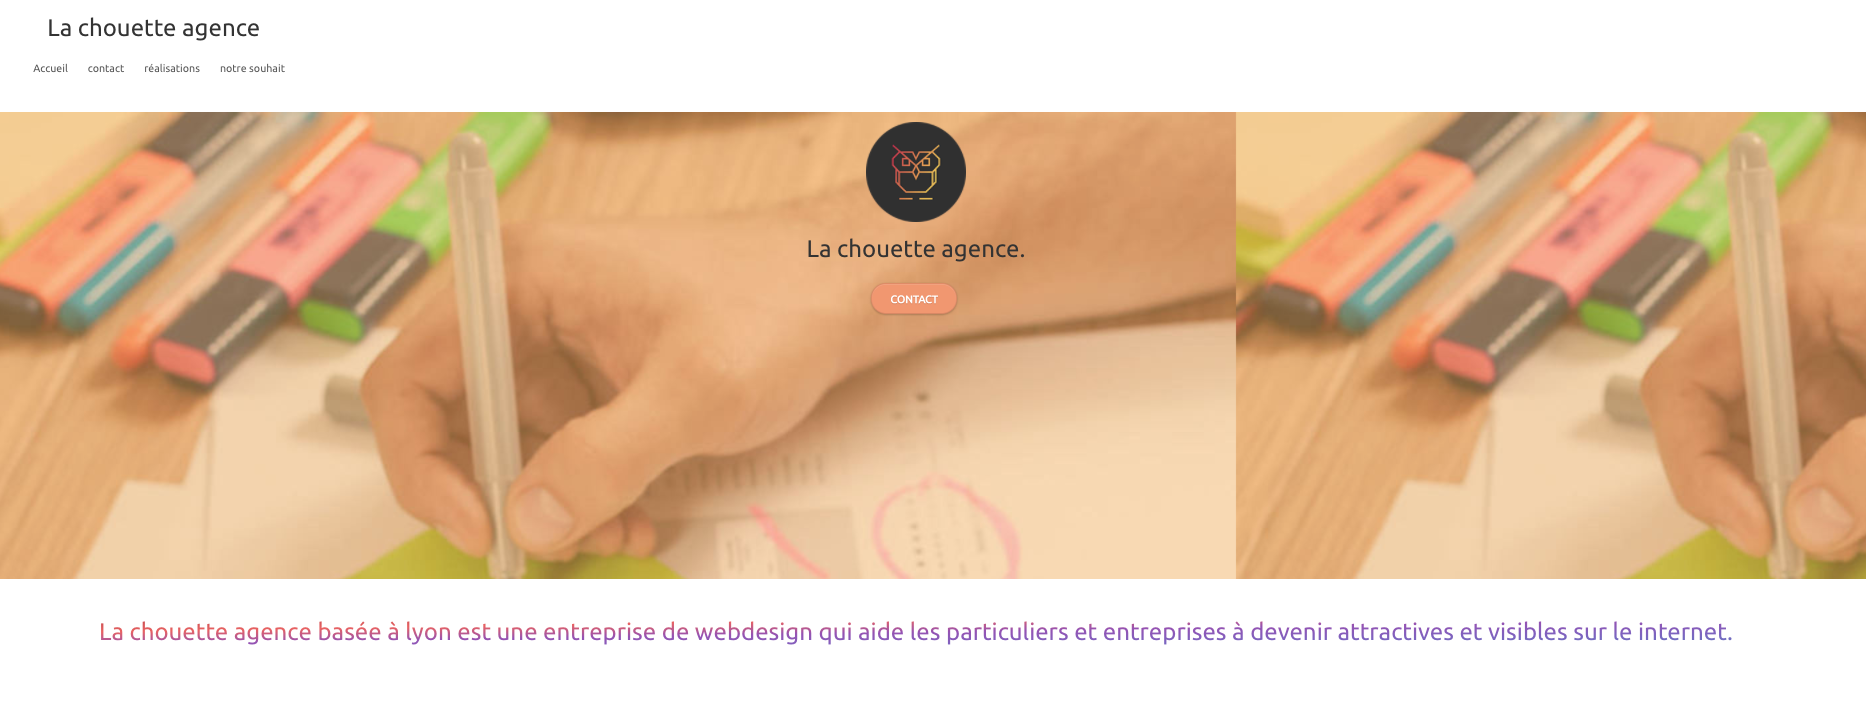 La chouette agence
Accueil contact réalisations notre souhait
La chouette agence.
CONTACT
La chouette agence basée à lyon est une entreprise de webdesign qui aide les particuliers et entreprises à devenir attractives et visibles sur le internet.